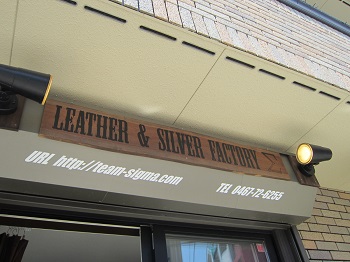 LEATHER & SILVER FACTORY Σ
URL http://team-sigma.com TEL 0467-72-6255